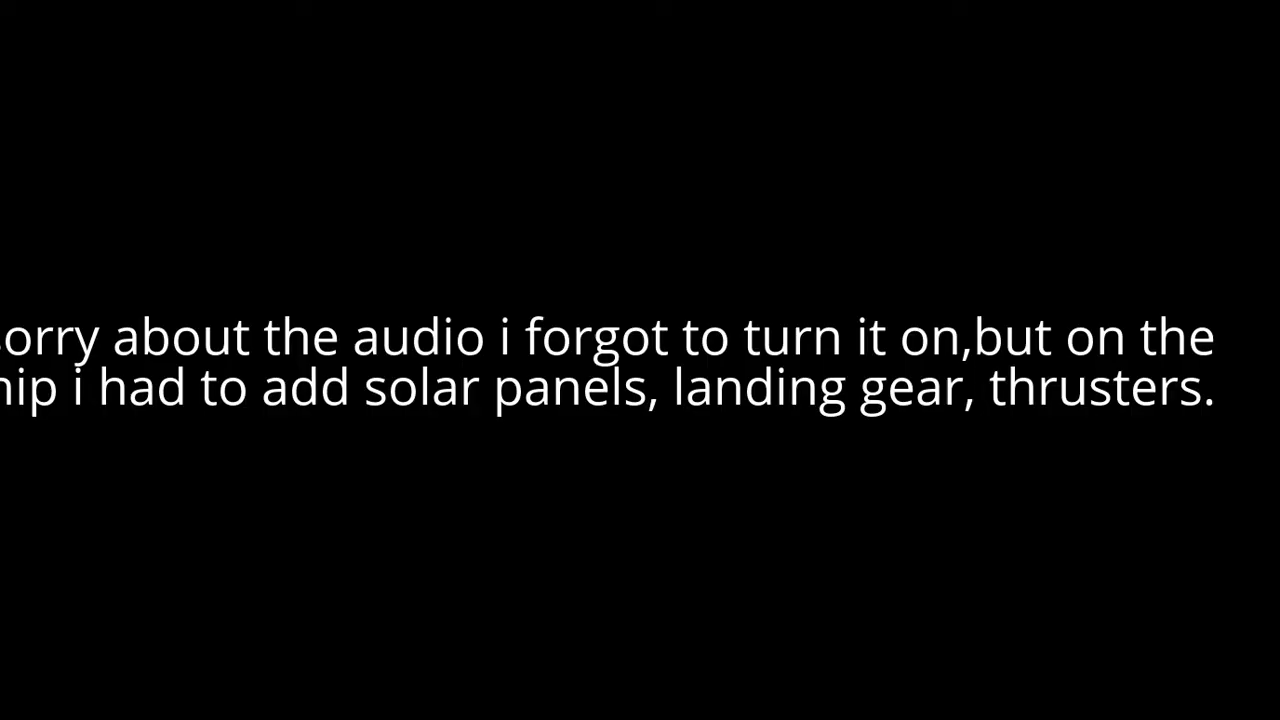 sorry about the audio i forgot to turn it on,but on the
hip i had to add solar panels, landing gear, thrusters.